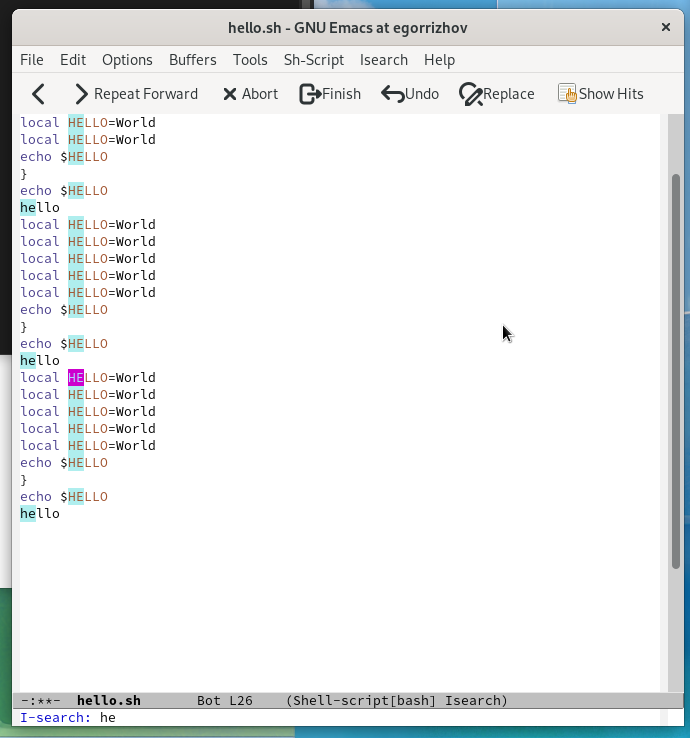 hello.sh - GNU Emacs at egorrizhov
File Edit Options Buffers Tools Sh-Script Isearch Help
Repeat Forward Abort Finish Undo Replace Show Hits
local HELLO=World
local HELLO=World
echo $HELLO
}
echo $HELLO
hello
local HELLO=World
local HELLO=World
local HELLO=World
local HELLO=World
local HELLO=World
echo $HELLO
}
echo $HELLO
hello
local HELLO=World
local HELLO=World
local HELLO=World
local HELLO=World
local HELLO=World
echo $HELLO
}
echo $HELLO
hello
-:**- hello.sh Bot L26 (Shell-script[bash] Isearch)
I-search: he